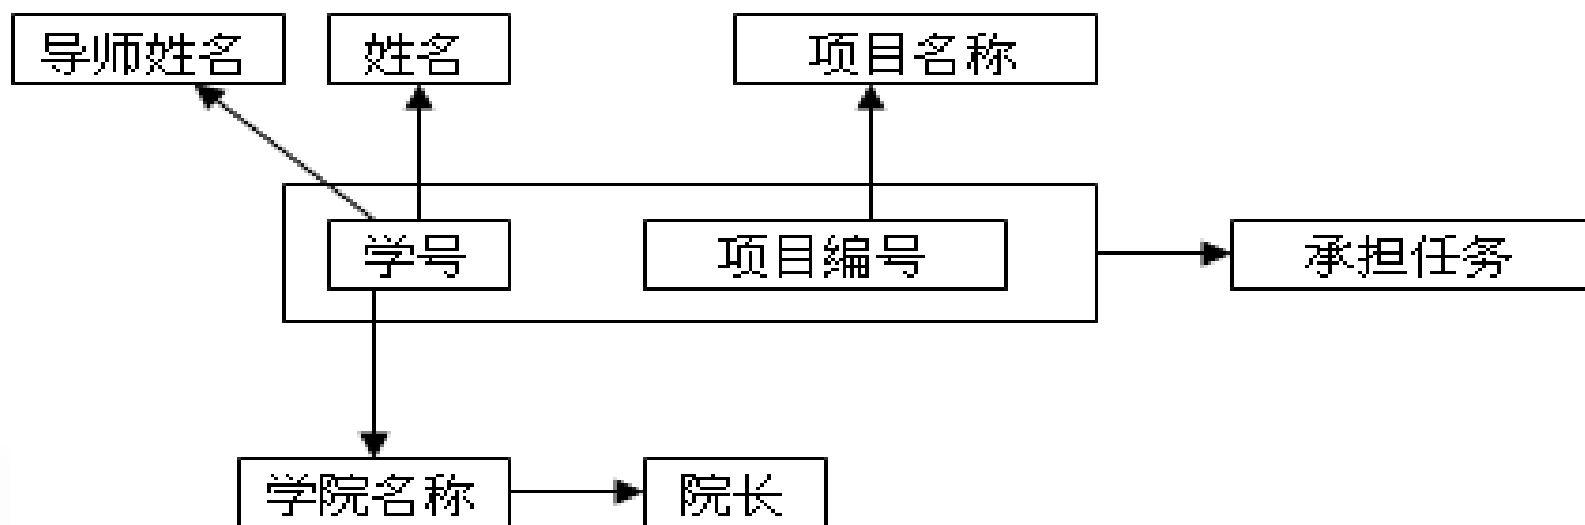 导师姓名
姓名
项目名称
学号
项目编号
承担任务
学院名称
院长